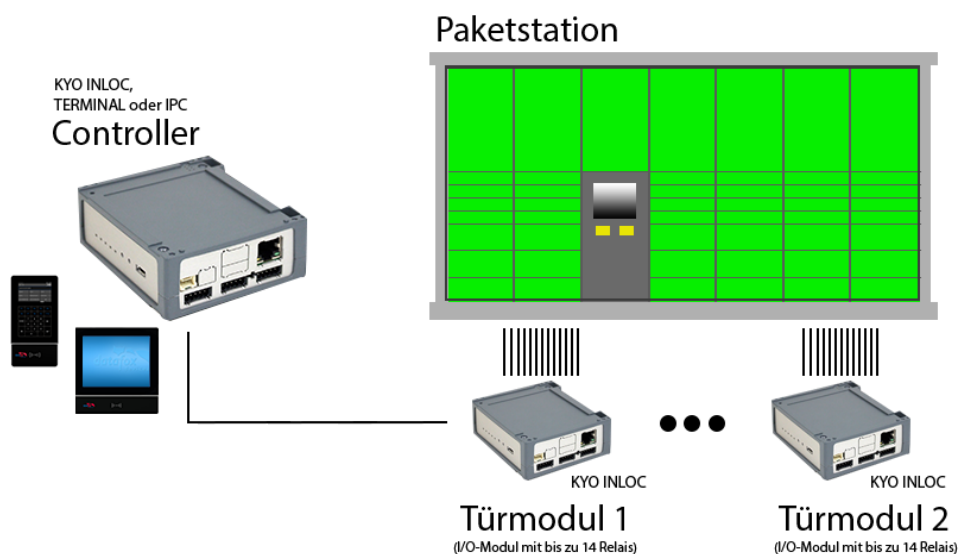 Paketstation
KYO INLOC,
TERMINAL oder IPC
Controller
KYO INLOC
Türmodul 1
(I/O-Modul mit bis zu 14 Relais)
KYO INLOC
Türmodul 2
(I/O-Modul mit bis zu 14 Relais)